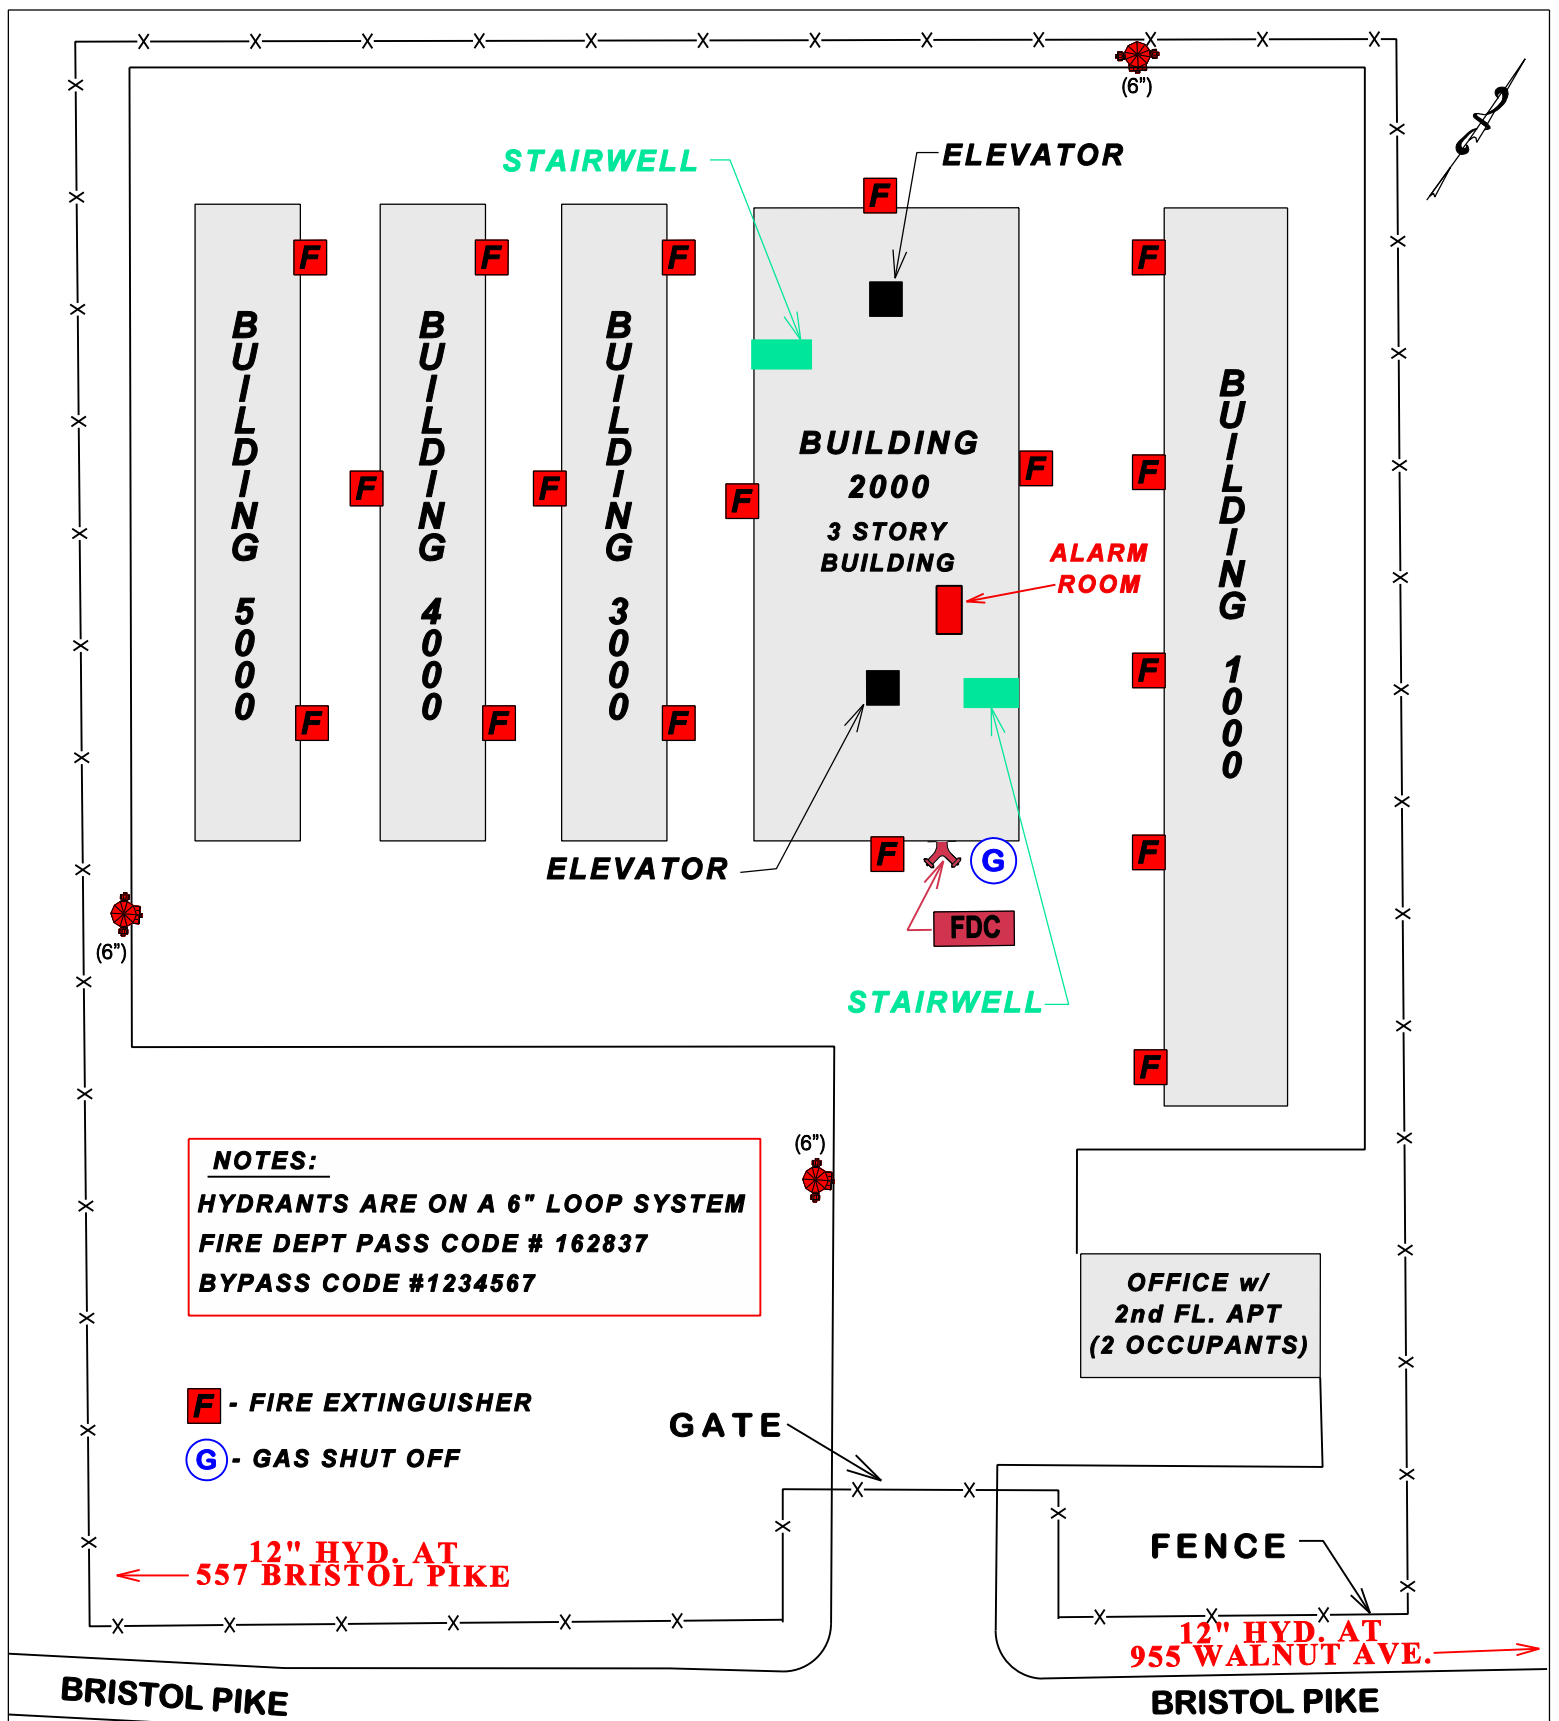 (6")
STAIRWELL
ELEVATOR
F
F
F
F
F
BUILDING 5000
BUILDING 4000
BUILDING 3000
BUILDING
2000
3 STORY
BUILDING
BUILDING 1000
F
F
F
F
F
ALARM
ROOM
F
F
F
F
F
F
ELEVATOR
G
FDC
(6")
STAIRWELL
F
(6")
NOTES:
HYDRANTS ARE ON A 6" LOOP SYSTEM
FIRE DEPT PASS CODE # 162837
BYPASS CODE #1234567
OFFICE w/
2nd FL. APT
(2 OCCUPANTS)
F - FIRE EXTINGUISHER
G - GAS SHUT OFF
GATE
FENCE
12" HYD. AT
557 BRISTOL PIKE
12" HYD. AT
955 WALNUT AVE.
BRISTOL PIKE
BRISTOL PIKE